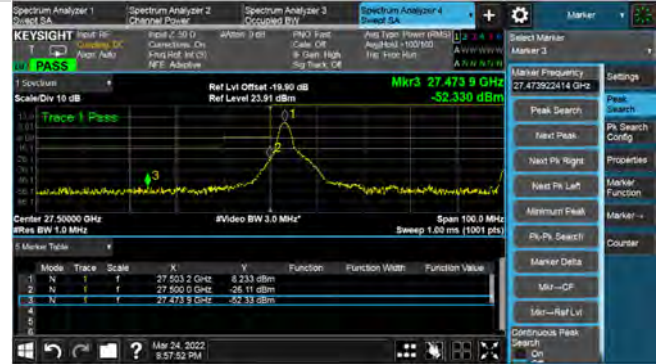 Spectrum Analyzer 1
Swept SA
Spectrum Analyzer 2
Channel Power
Spectrum Analyzer 3
Occupied BW
Spectrum Analyzer 4
Swept SA
+
Marker
KEYSIGHT
Input: RF
Coupling: DC
Align: Auto
Input Z: 50 Ω
Corrections: On
Freq Ref: Int (S)
NFE: Adaptive
#Atten: 0 dB
PNO: Fast
Gate: Off
IF Gain: High
Sig Track: Off
Avg Type: Power (RMS)
Avg|Hold: >100/100
Trig: Free Run
PASS
Select Marker
Marker 3
Marker Frequency
27.473922414 GHz
Settings
Peak Search
Next Peak
Next Pk Right
Next Pk Left
Minimum Peak
Pk-Pk Search
Marker Delta
Mkr→CF
Mkr→Ref Lvl
Continuous Peak
Search
On
Peak
Search
Pk Search
Config
Properties
Marker
Function
Marker→
Counter
1 Spectrum
Scale/Div 10 dB
Ref Lvl Offset -19.90 dB
Ref Level 23.91 dBm
Mkr3 27.473 9 GHz
-52.330 dBm
Trace 1 Pass
1
2
3
Center 27.50000 GHz
#Res BW 1.0 MHz
#Video BW 3.0 MHz*
Span 100.0 MHz
Sweep 1.00 ms (1001 pts)
5 Marker Table
Mode Trace Scale X Y Function Function Width Function Value
1 N 1 f 27.503 2 GHz 8.233 dBm
2 N 1 f 27.500 0 GHz -26.11 dBm
3 N 1 f 27.473 9 GHz -52.33 dBm
4
5
6
?
Mar 24, 2022
8:57:52 PM